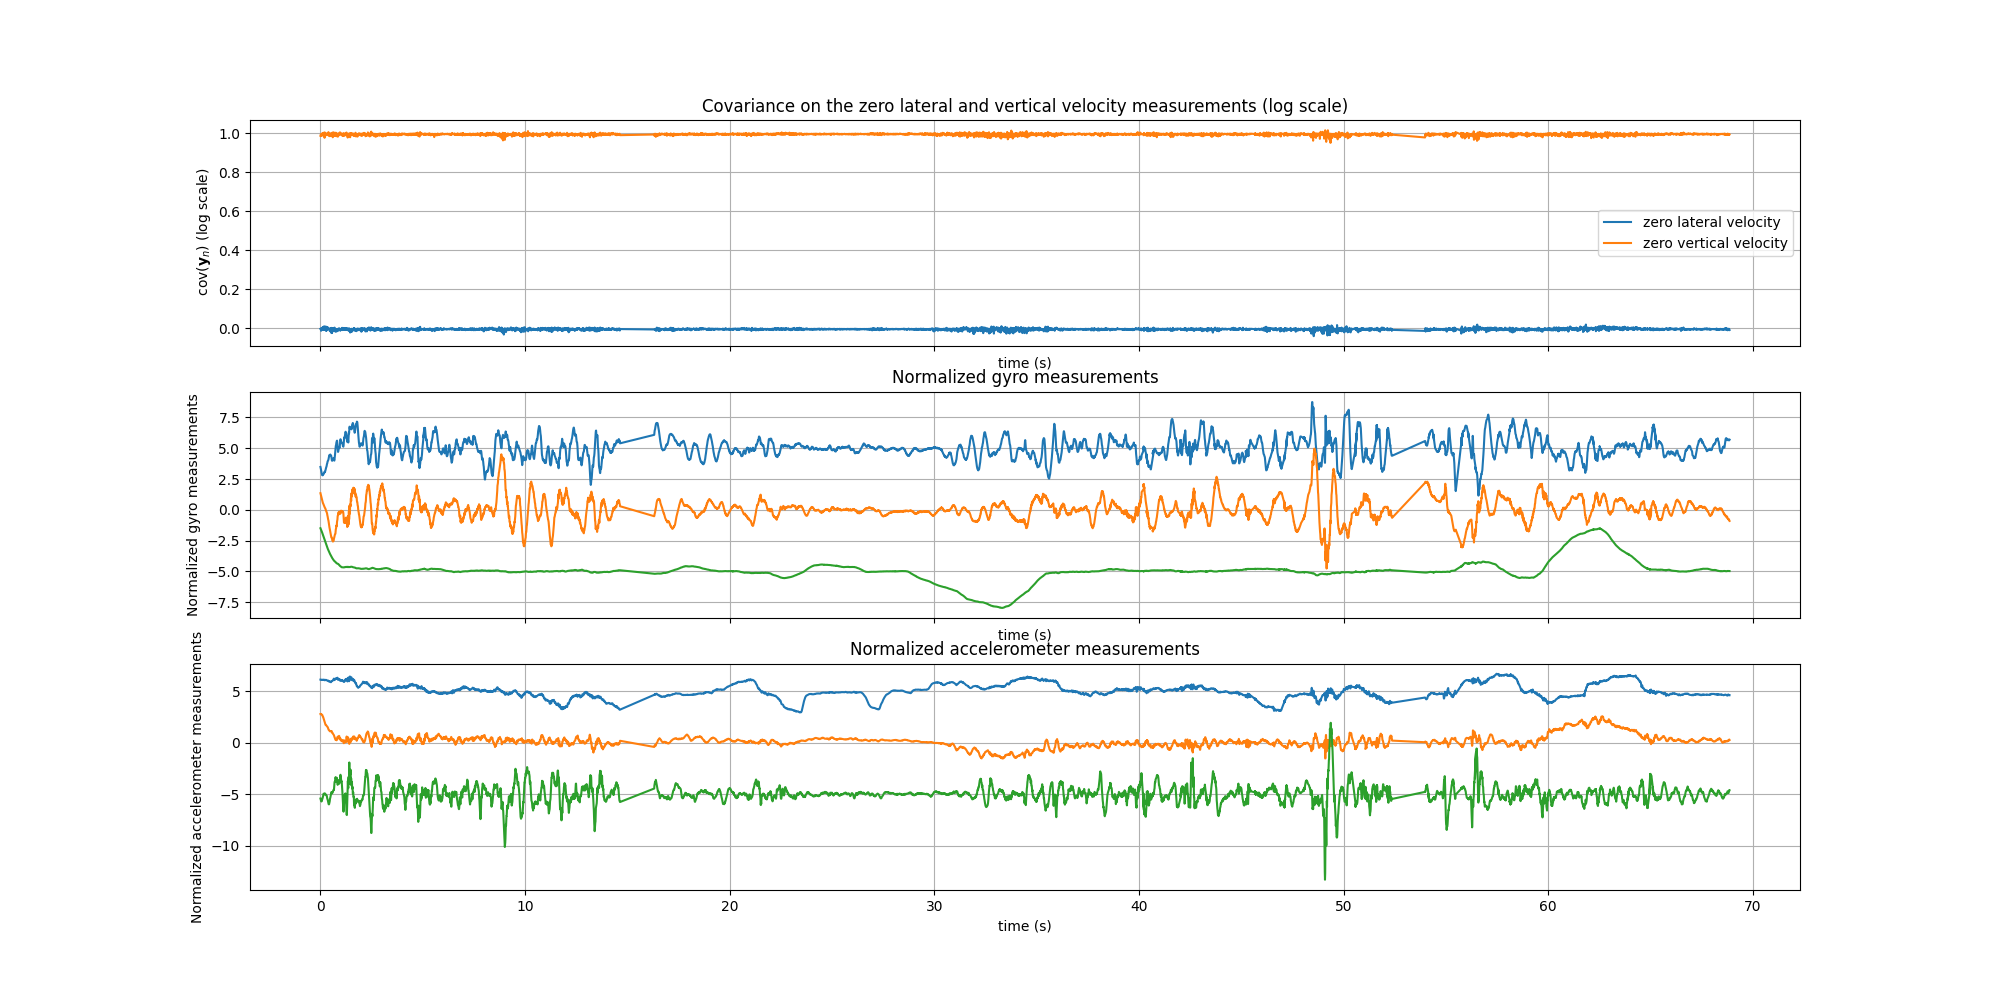 Covariance on the zero lateral and vertical velocity measurements (log scale)
cov(𝐲ₙ) (log scale)
1.0
0.8
0.6
0.4
0.2
0.0
zero lateral velocity
zero vertical velocity
time (s)
Normalized gyro measurements
Normalized gyro measurements
7.5
5.0
2.5
0.0
−2.5
−5.0
−7.5
time (s)
Normalized accelerometer measurements
Normalized accelerometer measurements
5
0
−5
−10
0 10 20 30 40 50 60 70
time (s)